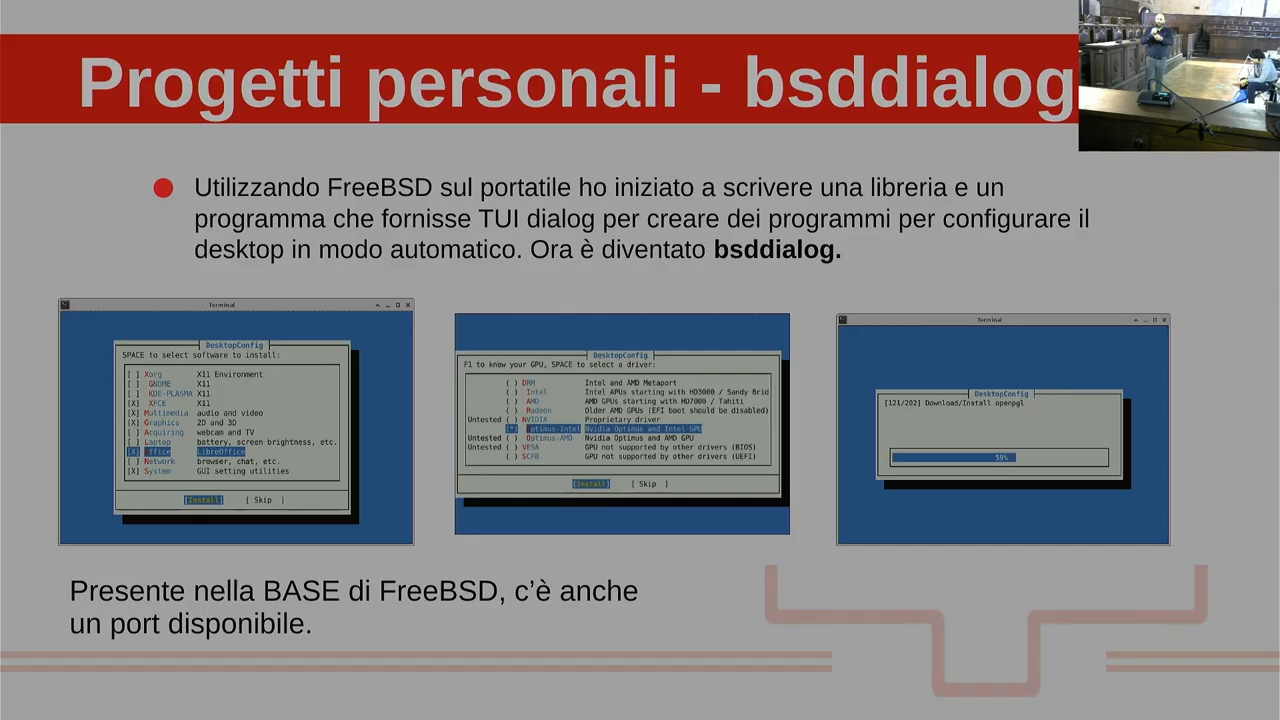 Progetti personali - bsddialog
Utilizzando FreeBSD sul portatile ho iniziato a scrivere una libreria e un
programma che fornisse TUI dialog per creare dei programmi per configurare il
desktop in modo automatico. Ora è diventato bsddialog.
Terminal
DesktopConfig
SPACE to select software to install:
[ ] Xorg X11 Environment
[ ] GNOME X11
[ ] KDE-PLASMA X11
[X] XFCE X11
[X] Multimedia audio and video
[X] Graphics 2D and 3D
[ ] Acquiring webcam and TV
[ ] Laptop battery, screen brightness, etc.
[X] ffice LibreOffice
[ ] Network browser, chat, etc.
[X] System GUI setting utilities
[Install] [ Skip ]
DesktopConfig
F1 to know your GPU, SPACE to select a driver:
( ) DRM Intel and AMD Metaport
( ) Intel Intel APUs starting with HD3000 / Sandy Brid
( ) AMD AMD GPUs starting with HD7000 / Tahiti
( ) Radeon Older AMD GPUs (EFI boot should be disabled)
Untested ( ) NVIDIA Proprietary driver
(*) ptimus-Intel Nvidia Optimus and Intel GPU
Untested ( ) Optimus-AMD Nvidia Optimus and AMD GPU
Untested ( ) VESA GPU not supported by other drivers (BIOS)
( ) SCFB GPU not supported by other drivers (UEFI)
[Install] [ Skip ]
Terminal
DesktopConfig
[121/202] Download/Install openpgl
59%
Presente nella BASE di FreeBSD, c’è anche
un port disponibile.